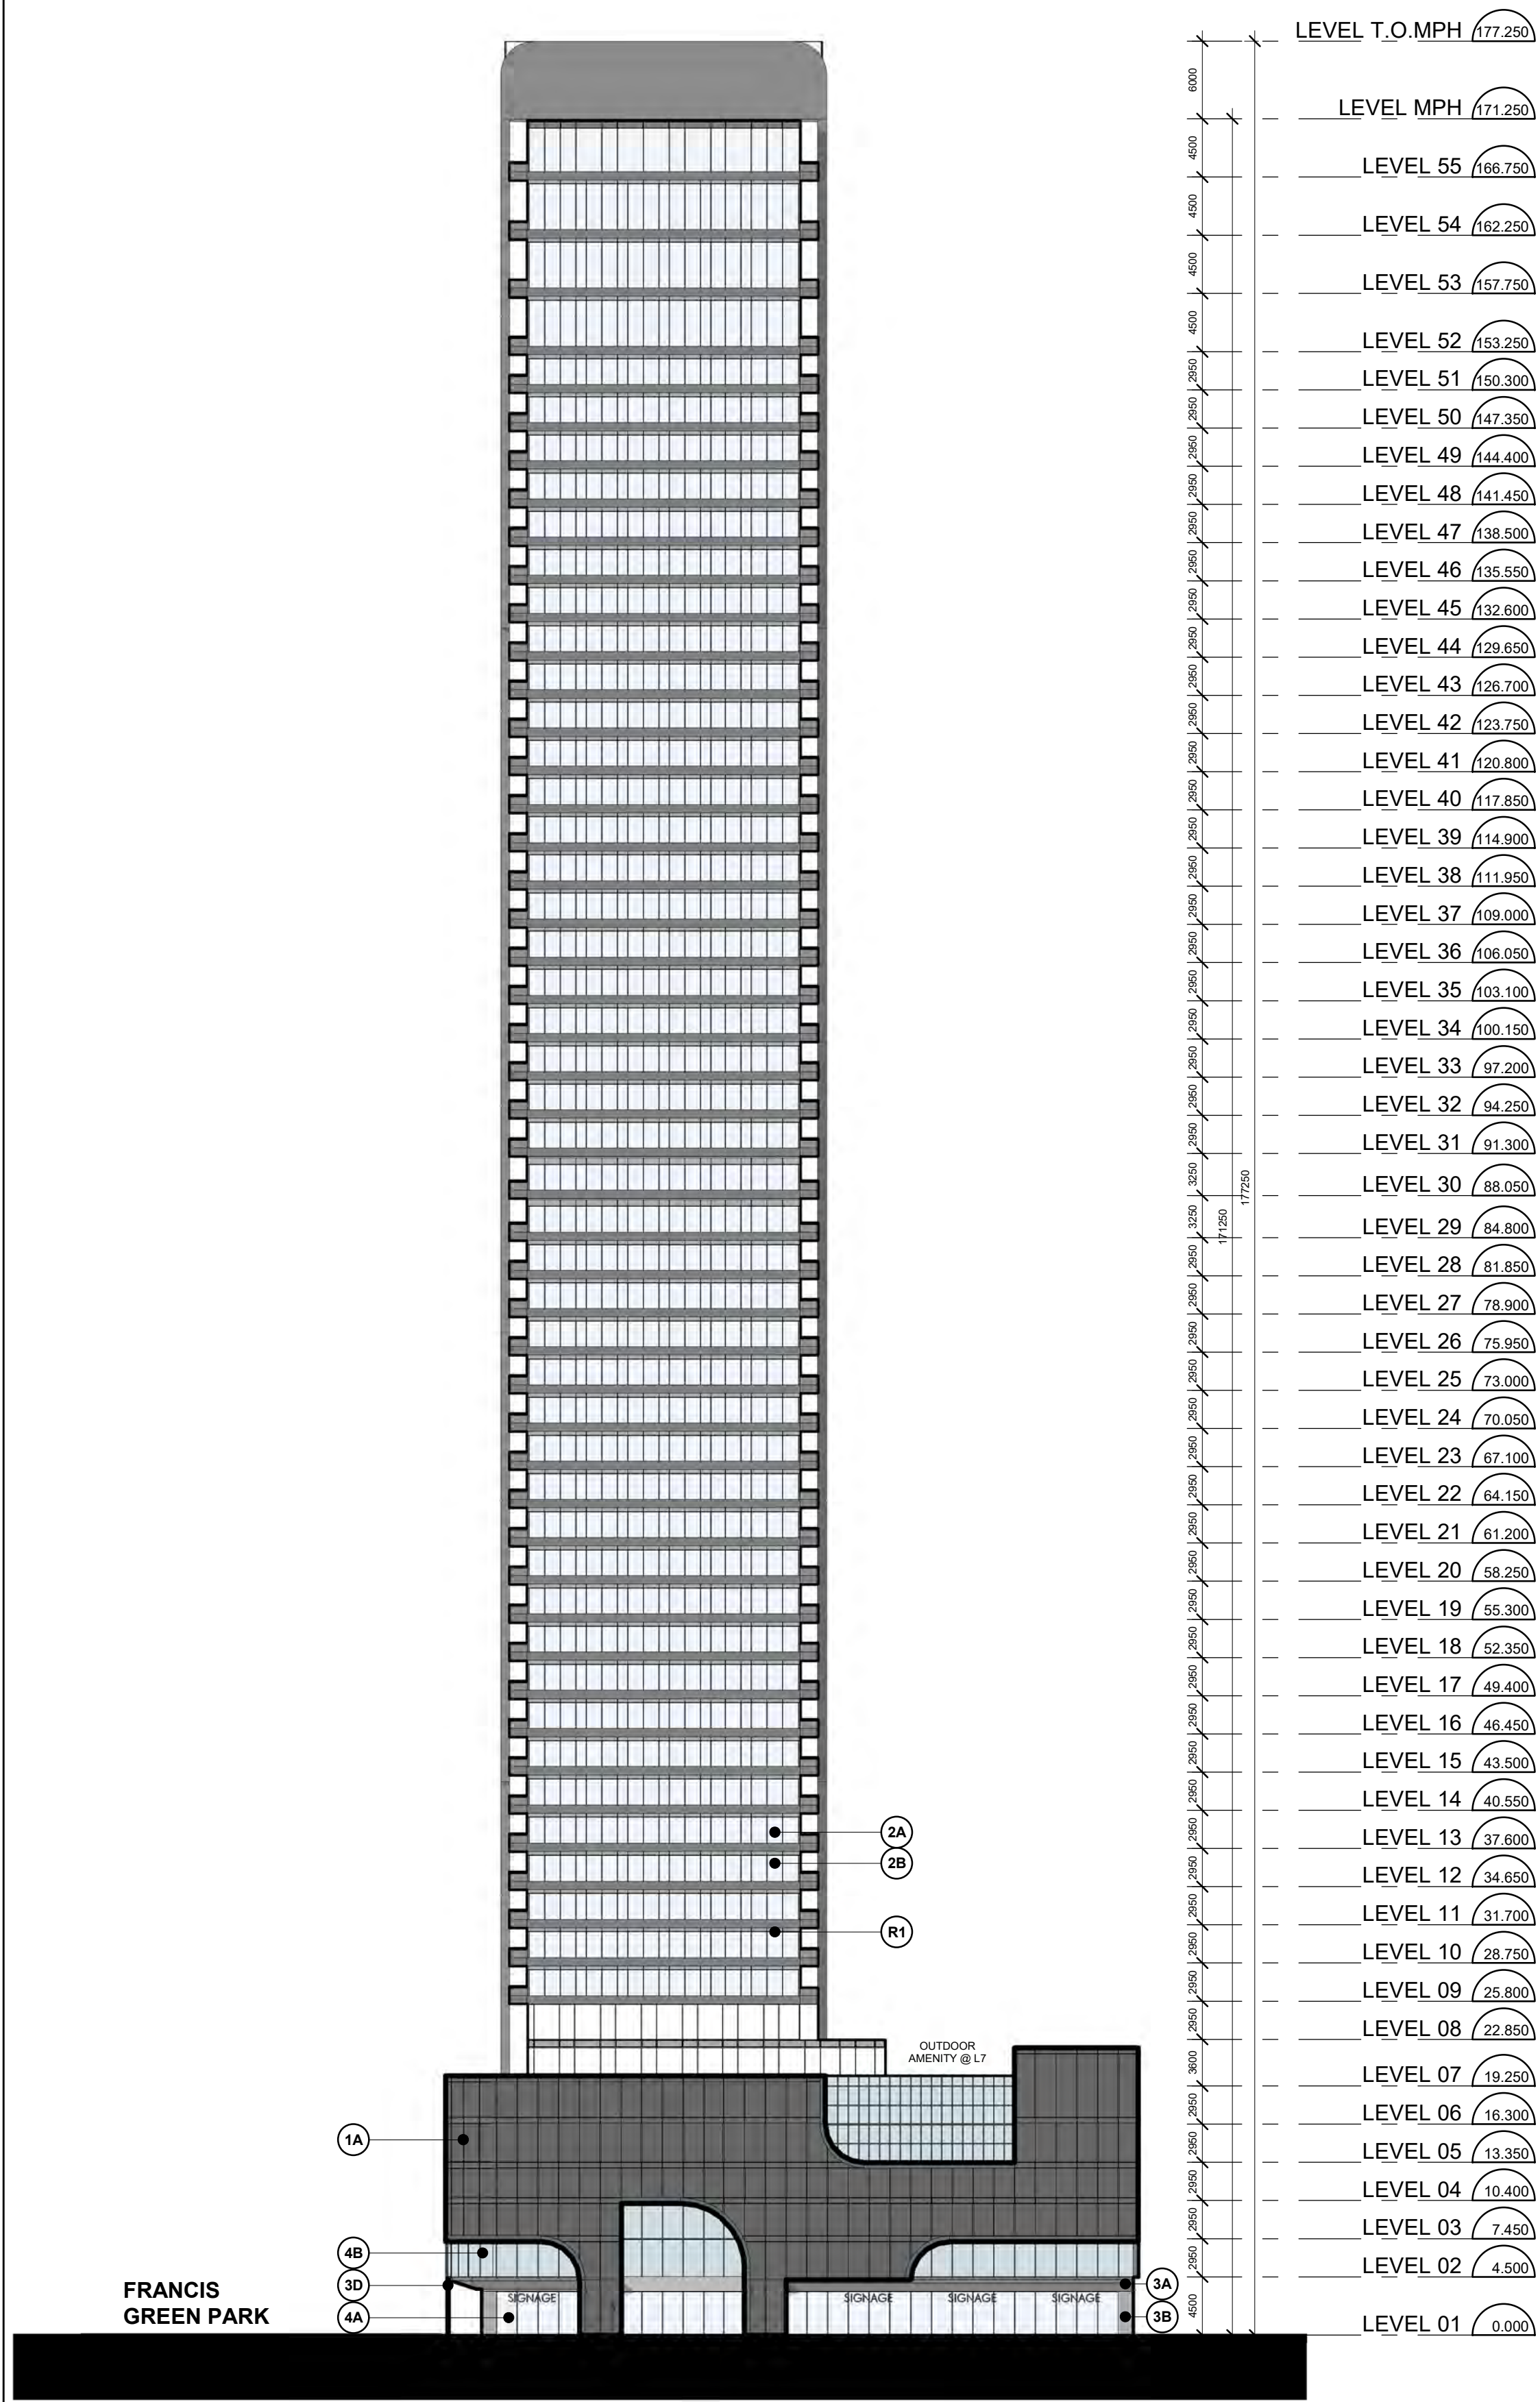 LEVEL T.O.MPH 177.250
6000
LEVEL MPH 171.250
4500
LEVEL 55 166.750
4500
LEVEL 54 162.250
4500
LEVEL 53 157.750
4500
LEVEL 52 153.250
2950
LEVEL 51 150.300
2950
LEVEL 50 147.350
2950
LEVEL 49 144.400
2950
LEVEL 48 141.450
2950
LEVEL 47 138.500
2950
LEVEL 46 135.550
2950
LEVEL 45 132.600
2950
LEVEL 44 129.650
2950
LEVEL 43 126.700
2950
LEVEL 42 123.750
2950
LEVEL 41 120.800
2950
LEVEL 40 117.850
2950
LEVEL 39 114.900
2950
LEVEL 38 111.950
2950
LEVEL 37 109.000
2950
LEVEL 36 106.050
2950
LEVEL 35 103.100
2950
LEVEL 34 100.150
2950
LEVEL 33 97.200
2950
LEVEL 32 94.250
2950
LEVEL 31 91.300
3250
177250
LEVEL 30 88.050
3250
171250
LEVEL 29 84.800
2950
LEVEL 28 81.850
2950
LEVEL 27 78.900
2950
LEVEL 26 75.950
2950
LEVEL 25 73.000
2950
LEVEL 24 70.050
2950
LEVEL 23 67.100
2950
LEVEL 22 64.150
2950
LEVEL 21 61.200
2950
LEVEL 20 58.250
2950
LEVEL 19 55.300
2950
LEVEL 18 52.350
2950
LEVEL 17 49.400
2950
LEVEL 16 46.450
2950
LEVEL 15 43.500
2950
LEVEL 14 40.550
2A
2950
LEVEL 13 37.600
2B
2950
LEVEL 12 34.650
2950
LEVEL 11 31.700
R1
2950
LEVEL 10 28.750
2950
LEVEL 09 25.800
2950
LEVEL 08 22.850
OUTDOOR
AMENITY @ L7
3600
LEVEL 07 19.250
2950
LEVEL 06 16.300
1A
2950
LEVEL 05 13.350
2950
LEVEL 04 10.400
2950
LEVEL 03 7.450
4B
2950
LEVEL 02 4.500
3D
3A
FRANCIS
GREEN PARK
SIGNAGE SIGNAGE SIGNAGE SIGNAGE
4A
3B
4500
LEVEL 01 0.000